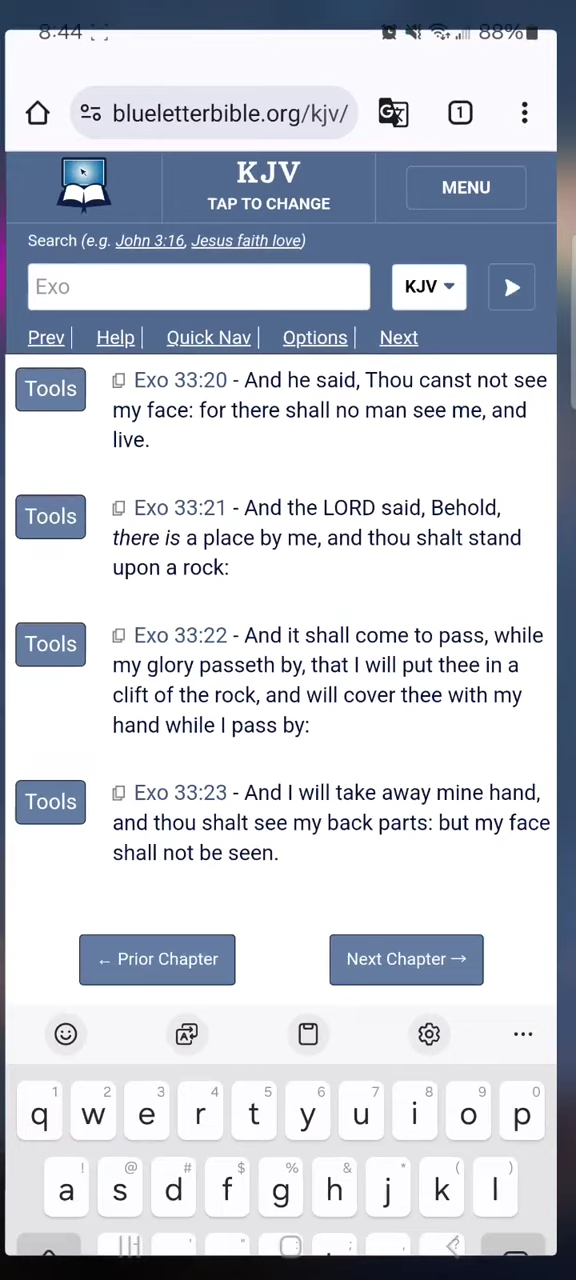 8:44
88%
blueletterbible.org/kjv/
1
KJV
TAP TO CHANGE
MENU
Search (e.g. John 3:16, Jesus faith love)
Exo
KJV
Prev | Help | Quick Nav | Options | Next
Tools
Exo 33:20 - And he said, Thou canst not see
my face: for there shall no man see me, and
live.
Tools
Exo 33:21 - And the LORD said, Behold,
there is a place by me, and thou shalt stand
upon a rock:
Tools
Exo 33:22 - And it shall come to pass, while
my glory passeth by, that I will put thee in a
clift of the rock, and will cover thee with my
hand while I pass by:
Tools
Exo 33:23 - And I will take away mine hand,
and thou shalt see my back parts: but my face
shall not be seen.
← Prior Chapter
Next Chapter →
1 2 3 4 5 6 7 8 9 0
q w e r t y u i o p
! @ # $ % & * ( )
a s d f g h j k l